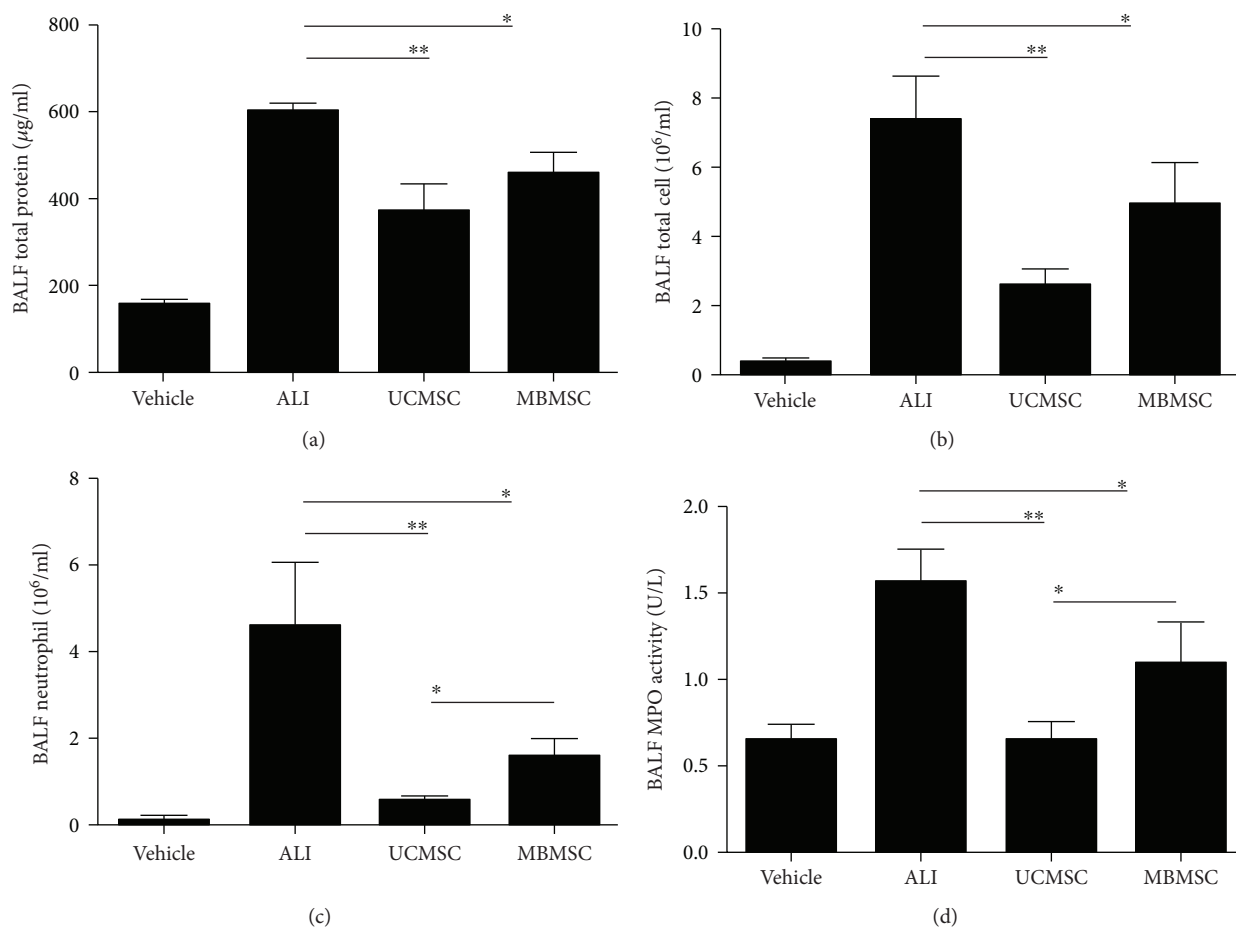 BALF total protein (μg/ml)
800
600
400
200
0
*
**
Vehicle ALI UCMSC MBMSC
(a)
BALF total cell (10⁶/ml)
10
8
6
4
2
0
*
**
Vehicle ALI UCMSC MBMSC
(b)
BALF neutrophil (10⁶/ml)
8
6
4
2
0
*
**
*
Vehicle ALI UCMSC MBMSC
(c)
BALF MPO activity (U/L)
2.0
1.5
1.0
0.5
0.0
*
**
*
Vehicle ALI UCMSC MBMSC
(d)